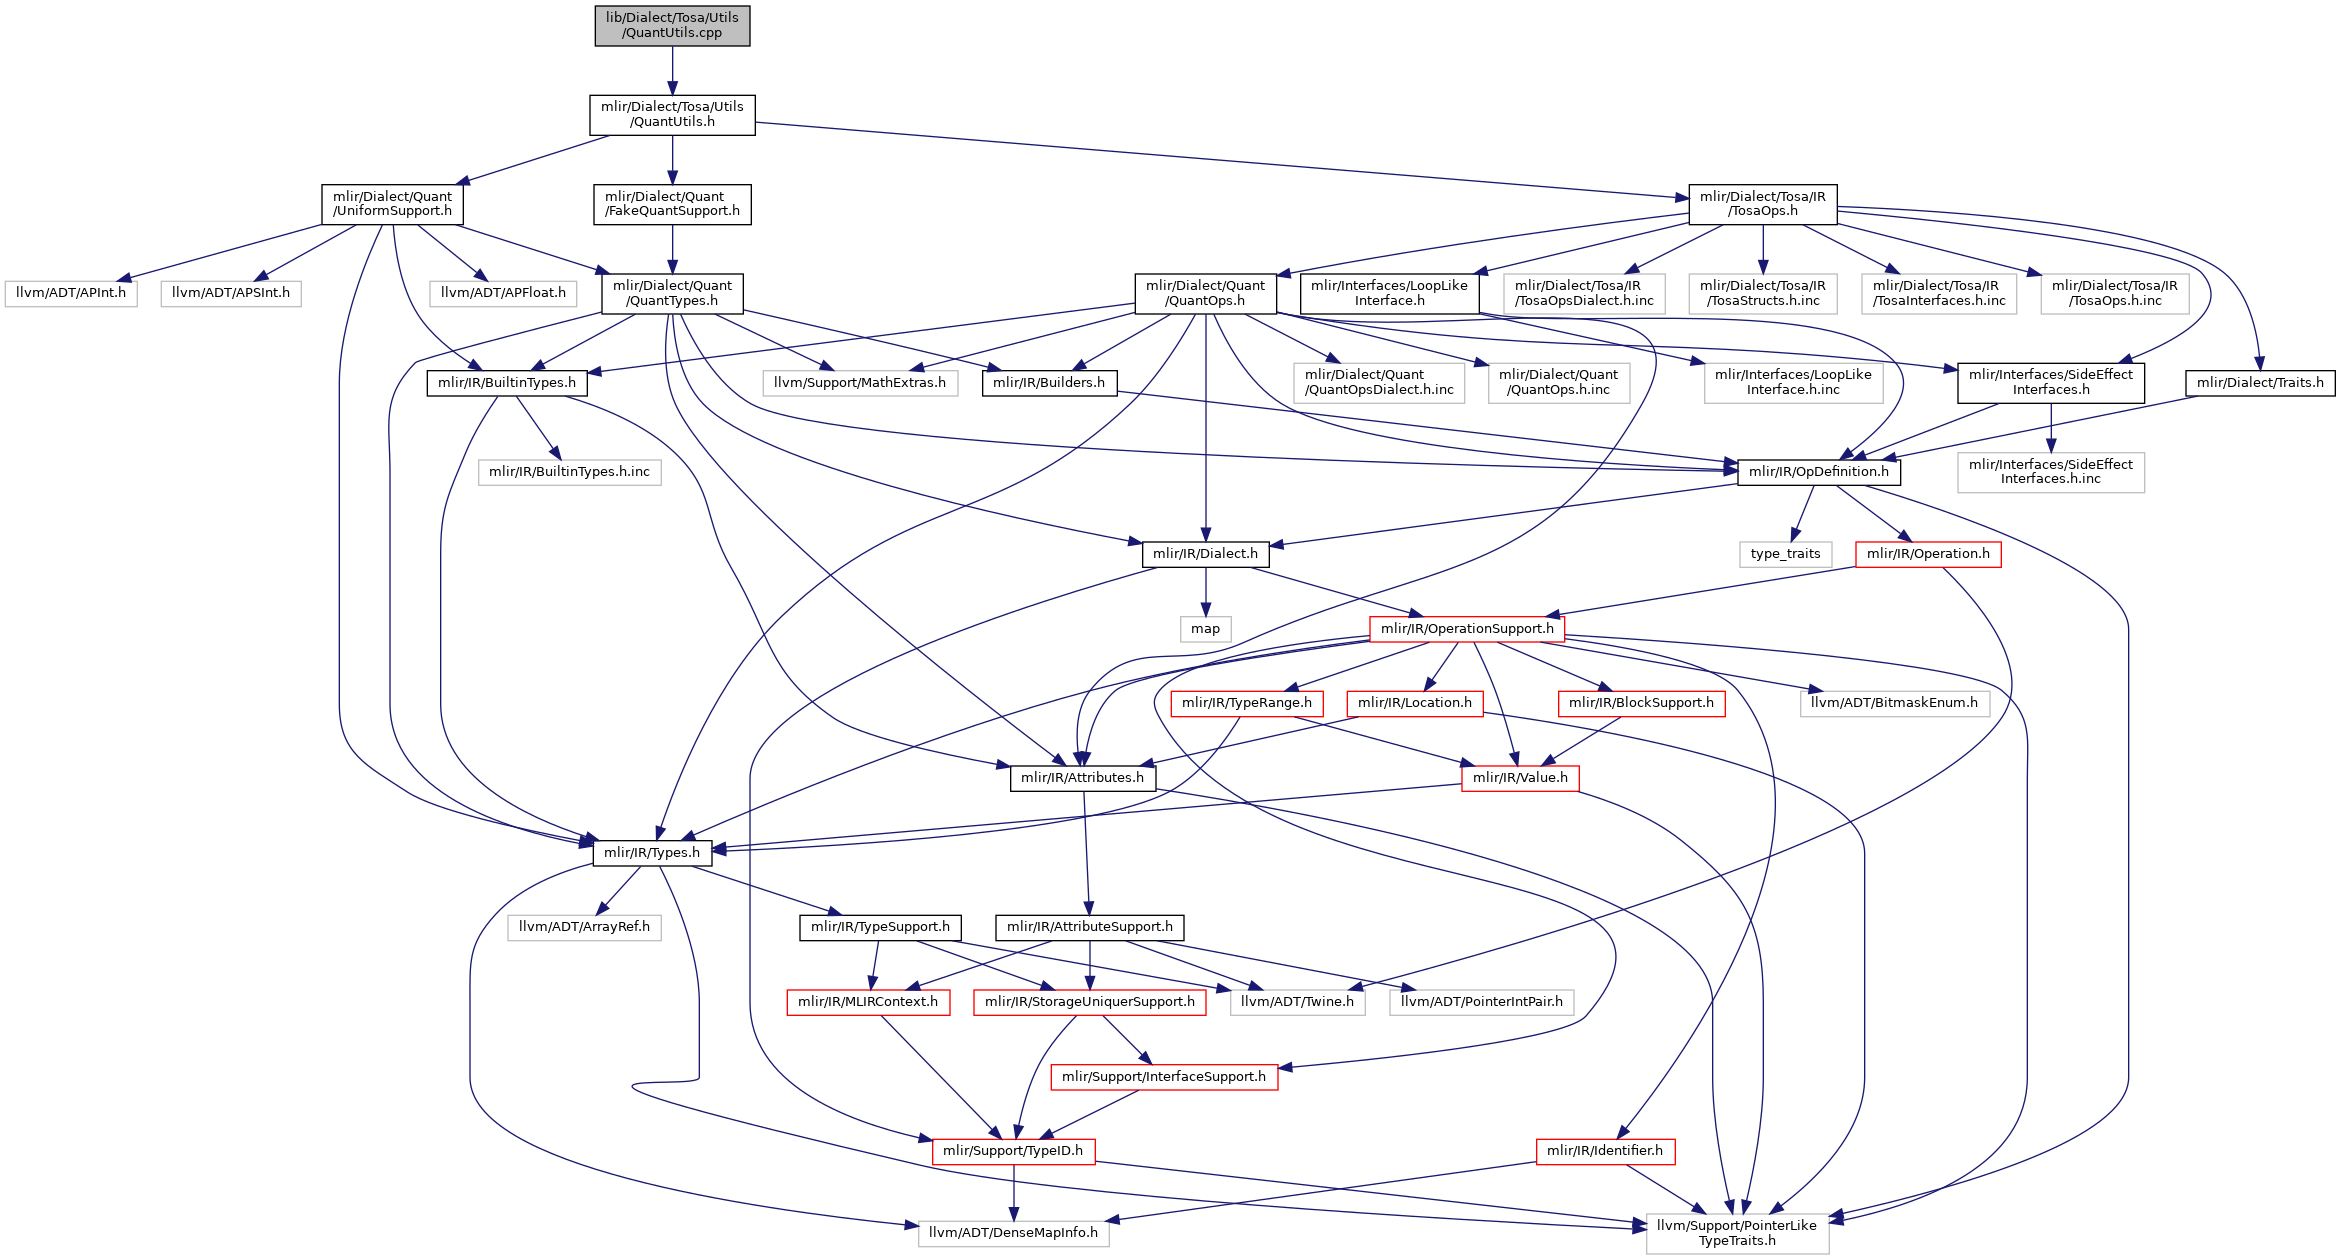 lib/Dialect/Tosa/Utils
/QuantUtils.cpp
mlir/Dialect/Tosa/Utils
/QuantUtils.h
mlir/Dialect/Quant
/UniformSupport.h
mlir/Dialect/Quant
/FakeQuantSupport.h
mlir/Dialect/Tosa/IR
/TosaOps.h
llvm/ADT/APInt.h
llvm/ADT/APSInt.h
llvm/ADT/APFloat.h
mlir/Dialect/Quant
/QuantTypes.h
mlir/Dialect/Quant
/QuantOps.h
mlir/Interfaces/LoopLike
Interface.h
mlir/Dialect/Tosa/IR
/TosaOpsDialect.h.inc
mlir/Dialect/Tosa/IR
/TosaStructs.h.inc
mlir/Dialect/Tosa/IR
/TosaInterfaces.h.inc
mlir/Dialect/Tosa/IR
/TosaOps.h.inc
mlir/IR/BuiltinTypes.h
llvm/Support/MathExtras.h
mlir/IR/Builders.h
mlir/Dialect/Quant
/QuantOpsDialect.h.inc
mlir/Dialect/Quant
/QuantOps.h.inc
mlir/Interfaces/LoopLike
Interface.h.inc
mlir/Interfaces/SideEffect
Interfaces.h
mlir/Dialect/Traits.h
mlir/IR/BuiltinTypes.h.inc
mlir/IR/OpDefinition.h
mlir/Interfaces/SideEffect
Interfaces.h.inc
mlir/IR/Dialect.h
type_traits
mlir/IR/Operation.h
map
mlir/IR/OperationSupport.h
mlir/IR/TypeRange.h
mlir/IR/Location.h
mlir/IR/BlockSupport.h
llvm/ADT/BitmaskEnum.h
mlir/IR/Attributes.h
mlir/IR/Value.h
mlir/IR/Types.h
llvm/ADT/ArrayRef.h
mlir/IR/TypeSupport.h
mlir/IR/AttributeSupport.h
mlir/IR/MLIRContext.h
mlir/IR/StorageUniquerSupport.h
llvm/ADT/Twine.h
llvm/ADT/PointerIntPair.h
mlir/Support/InterfaceSupport.h
mlir/Support/TypeID.h
mlir/IR/Identifier.h
llvm/ADT/DenseMapInfo.h
llvm/Support/PointerLike
TypeTraits.h